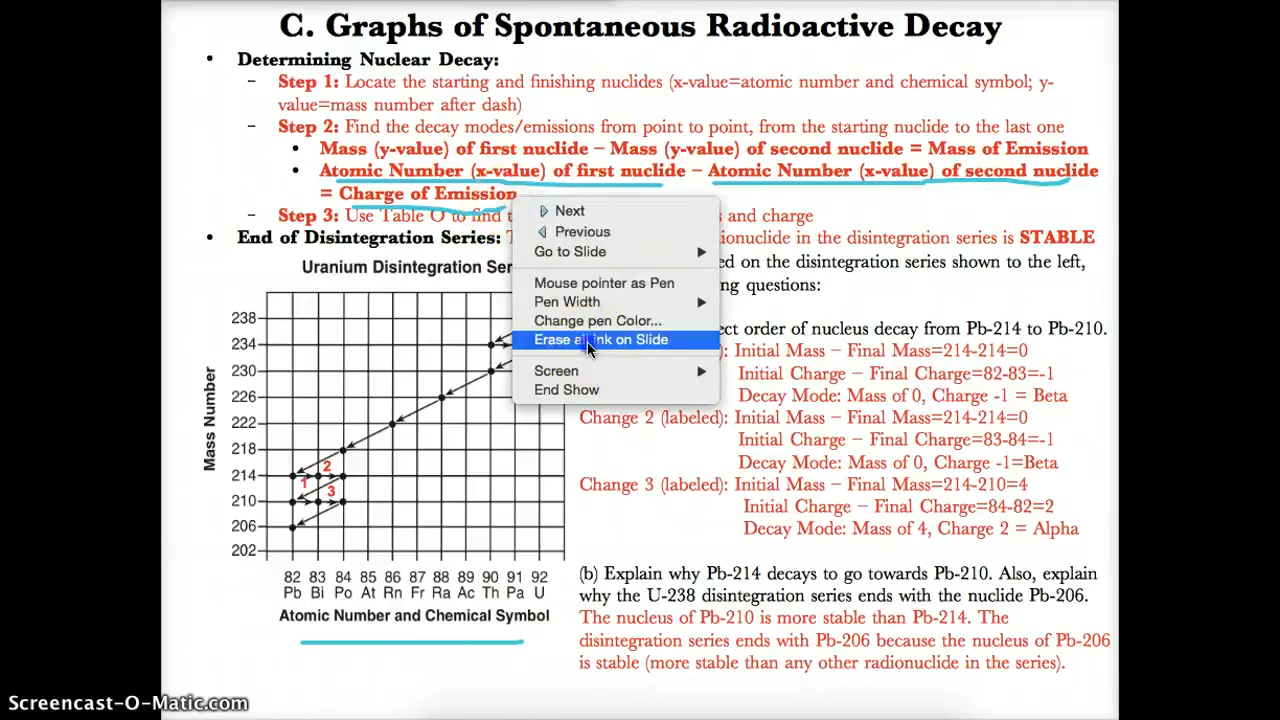 C. Graphs of Spontaneous Radioactive Decay
• Determining Nuclear Decay:
– Step 1: Locate the starting and finishing nuclides (x-value=atomic number and chemical symbol; y-
value=mass number after dash)
– Step 2: Find the decay modes/emissions from point to point, from the starting nuclide to the last one
• Mass (y-value) of first nuclide – Mass (y-value) of second nuclide = Mass of Emission
• Atomic Number (x-value) of first nuclide – Atomic Number (x-value) of second nuclide
= Charge of Emission
– Step 3: Use Table O to find s and charge
• End of Disintegration Series: ionuclide in the disintegration series is STABLE
Next
Previous
Go to Slide
Mouse pointer as Pen
Pen Width
Change pen Color...
Erase all ink on Slide
Screen
End Show
Uranium Disintegration Ser
238
234
230
226
222
218
214
210
206
202
Mass Number
2
1
3
82 83 84 85 86 87 88 89 90 91 92
Pb Bi Po At Rn Fr Ra Ac Th Pa U
Atomic Number and Chemical Symbol
ed on the disintegration series shown to the left,
ng questions:
ect order of nucleus decay from Pb-214 to Pb-210.
): Initial Mass – Final Mass=214-214=0
Initial Charge – Final Charge=82-83=-1
Decay Mode: Mass of 0, Charge -1 = Beta
Change 2 (labeled): Initial Mass – Final Mass=214-214=0
Initial Charge – Final Charge=83-84=-1
Decay Mode: Mass of 0, Charge -1=Beta
Change 3 (labeled): Initial Mass – Final Mass=214-210=4
Initial Charge – Final Charge=84-82=2
Decay Mode: Mass of 4, Charge 2 = Alpha
(b) Explain why Pb-214 decays to go towards Pb-210. Also, explain
why the U-238 disintegration series ends with the nuclide Pb-206.
The nucleus of Pb-210 is more stable than Pb-214. The
disintegration series ends with Pb-206 because the nucleus of Pb-206
is stable (more stable than any other radionuclide in the series).
Screencast-O-Matic.com